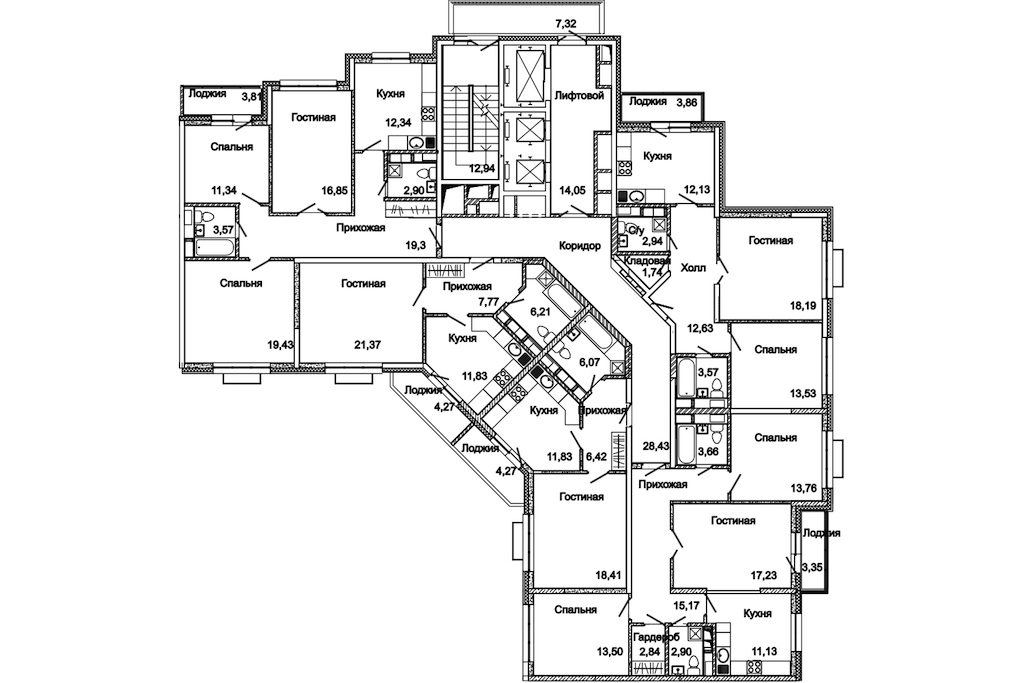 7,32
Лоджия 3,81
Кухня
12,34
Гостиная
16,85
Спальня
11,34
12,94
Лифтовой
14,05
Лоджия 3,86
Кухня
12,13
2,90
3,57
Прихожая
19,3
Коридор
С/у
2,94
Кладовая
1,74
Холл
12,63
Гостиная
18,19
Спальня
19,43
Гостиная
21,37
Прихожая
7,77
6,21
6,07
Кухня
11,83
Лоджия
4,27
Спальня
13,53
3,57
Кухня
11,83
Прихожая
6,42
Лоджия
4,27
28,43
3,66
Спальня
13,76
Прихожая
Гостиная
18,41
Гостиная
17,23
Лоджия
3,35
Спальня
13,50
15,17
Гардероб
2,84
2,90
Кухня
11,13